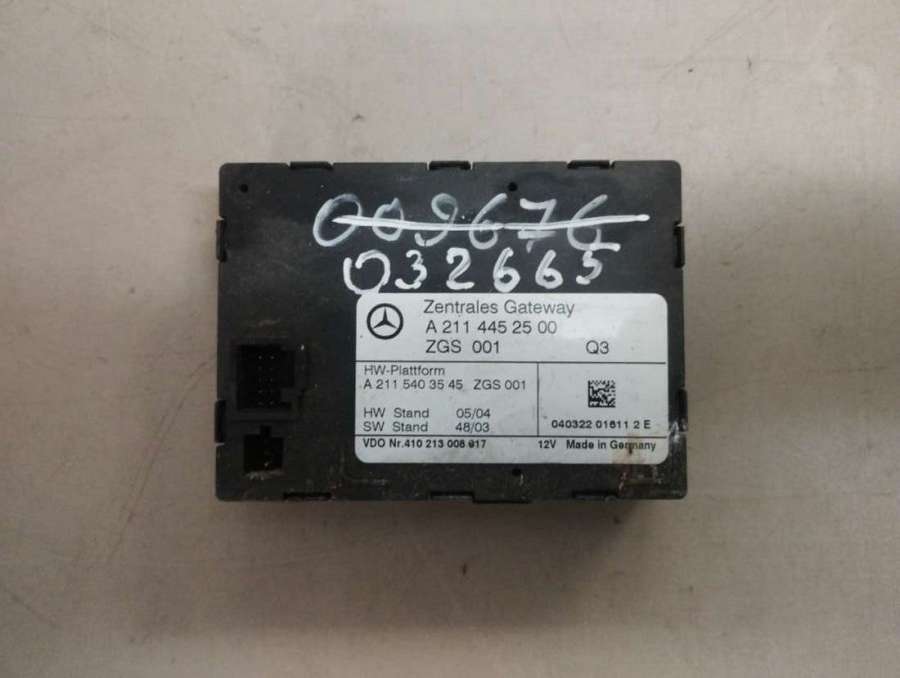 009676
032665
Zentrales Gateway
A 211 445 25 00
ZGS 001 Q3
HW-Plattform
A 211 540 35 45 ZGS 001
HW Stand 05/04
SW Stand 48/03
040322 01611 2 E
VDO Nr.410 213 006 017 12V Made in Germany